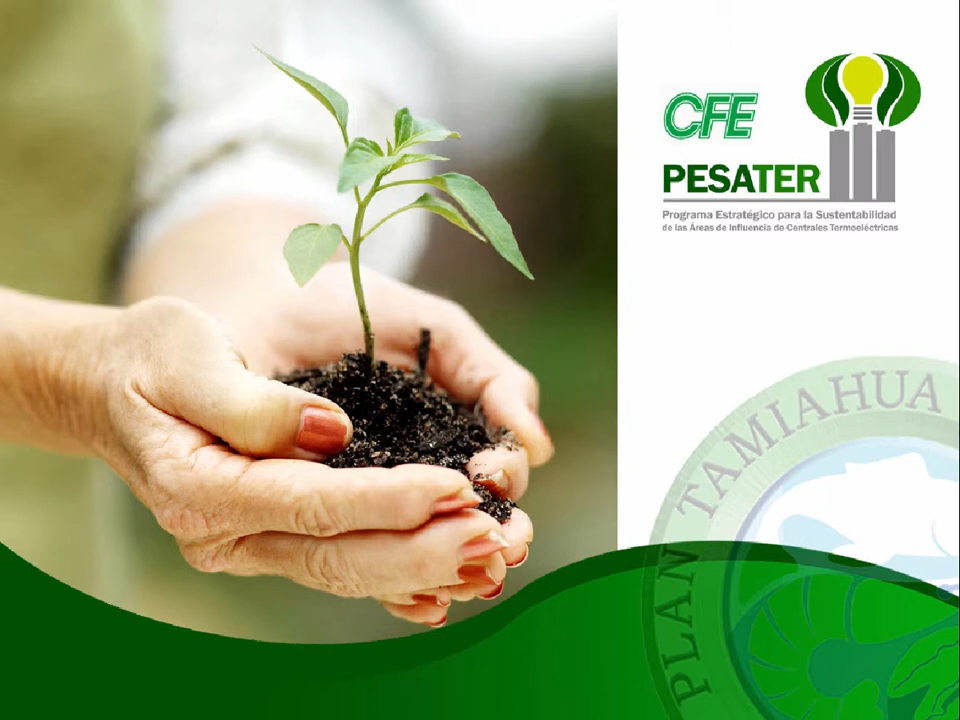 CFE
PESATER
Programa Estratégico para la Sustentabilidad
de las Áreas de Influencia de Centrales Termoeléctricas
PLAN TAMIAHUA